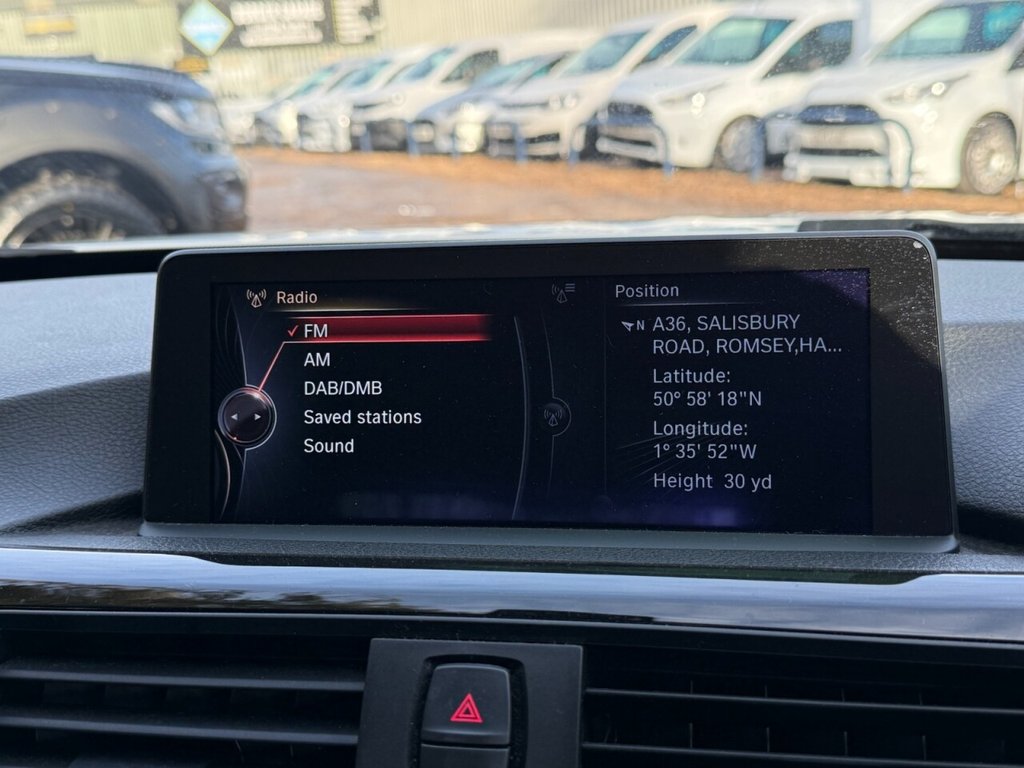 Radio
✓ FM
AM
DAB/DMB
Saved stations
Sound
Position
N A36, SALISBURY
ROAD, ROMSEY,HA...
Latitude:
50° 58' 18"N
Longitude:
1° 35' 52"W
Height 30 yd